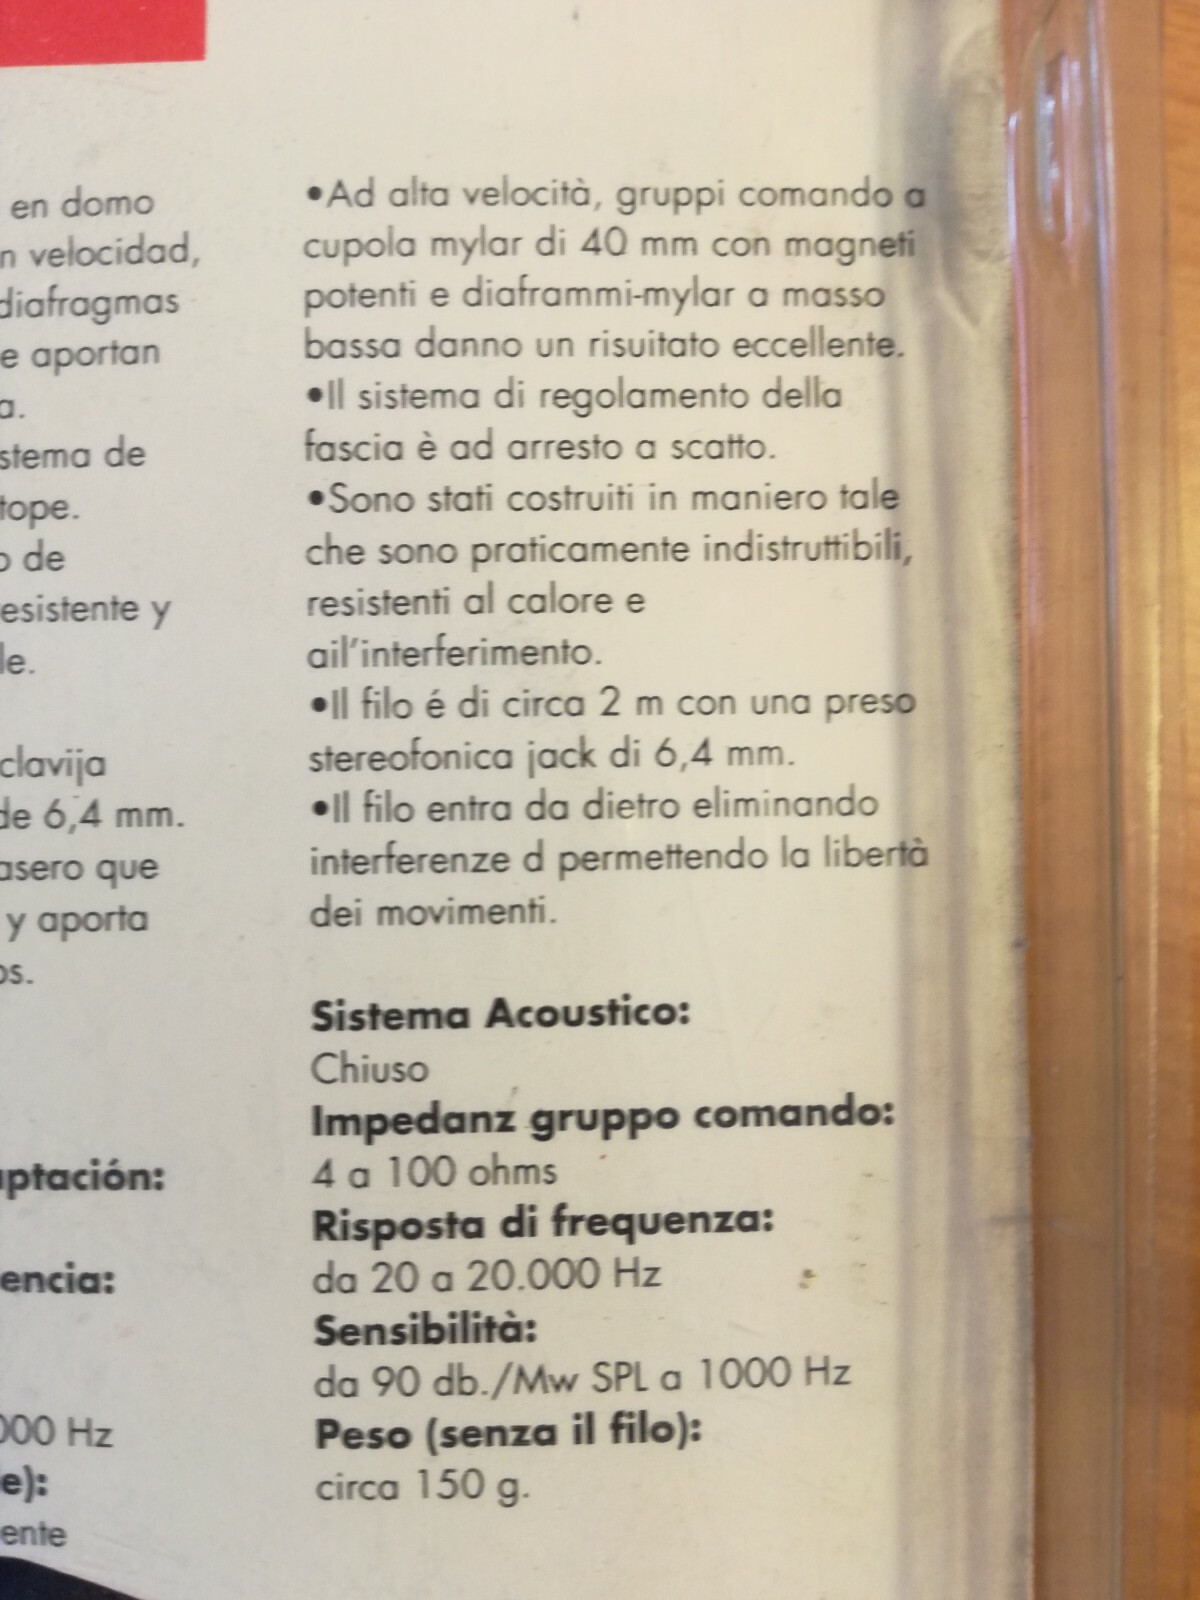 en domo
velocidad,
diafragmas
aportan
stema de
tope.
de
esistente y
clavija
de 6,4 mm.
asero que
y aporta
ptación:
encia:
000 Hz
e):
ente
•Ad alta velocità, gruppi comando a
cupola mylar di 40 mm con magneti
potenti e diaframmi-mylar a masso
bassa danno un risuitato eccellente.
•Il sistema di regolamento della
fascia è ad arresto a scatto.
•Sono stati costruiti in maniero tale
che sono praticamente indistruttibili,
resistenti al calore e
ail'interferimento.
•Il filo é di circa 2 m con una preso
stereofonica jack di 6,4 mm.
•Il filo entra da dietro eliminando
interferenze d permettendo la libertà
dei movimenti.
Sistema Acoustico:
Chiuso
Impedanz gruppo comando:
4 a 100 ohms
Risposta di frequenza:
da 20 a 20.000 Hz
Sensibilità:
da 90 db./Mw SPL a 1000 Hz
Peso (senza il filo):
circa 150 g.